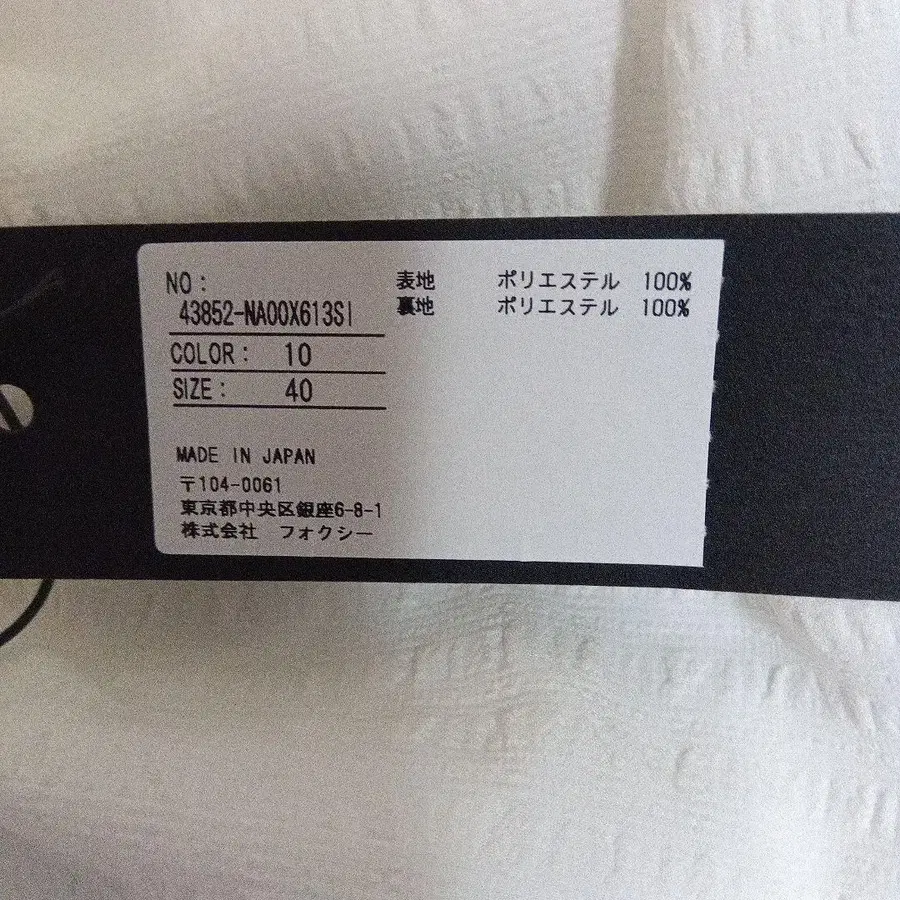 NO:
43852-NA00X613SI
COLOR: 10
SIZE: 40
MADE IN JAPAN
〒104-0061
東京都中央区銀座6-8-1
株式会社 フォクシー
表地 ポリエステル 100%
裏地 ポリエステル 100%